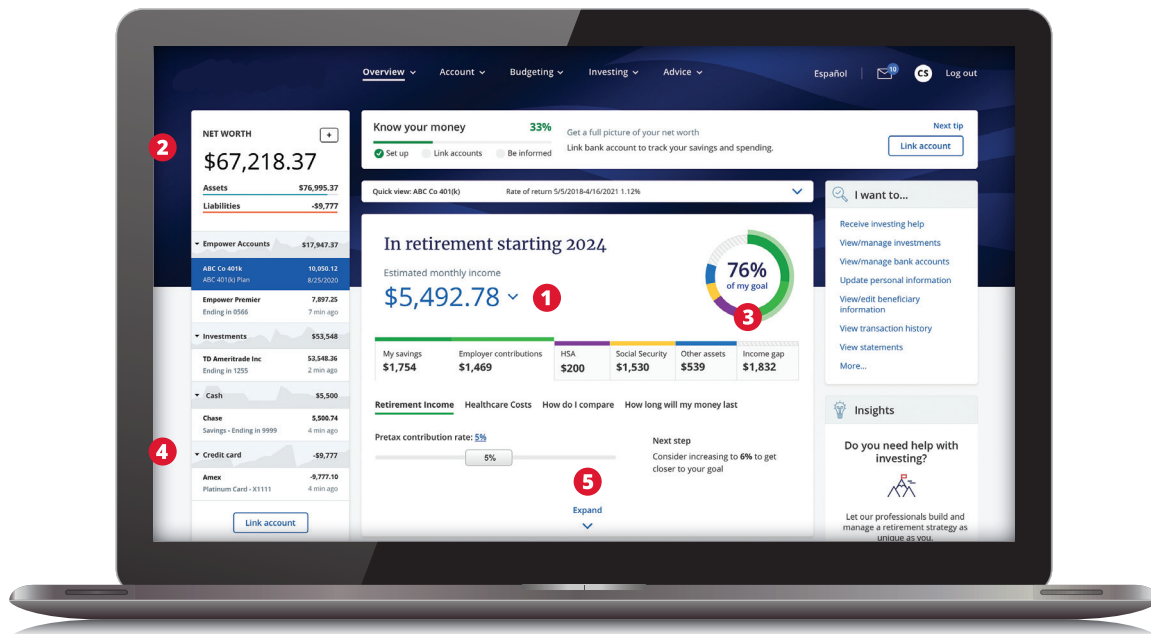 Overview
Account
Budgeting
Investing
Advice
Español
10
CS
Log out
2
NET WORTH
+
$67,218.37
Assets $76,995.37
Liabilities -$9,777
Empower Accounts $17,947.37
ABC Co 401k 10,050.12
ABC 401(k) Plan 8/25/2020
Empower Premier 7,897.25
Ending in 0566 7 min ago
Investments $53,548
TD Ameritrade Inc 53,548.36
Ending in 1255 2 min ago
Cash $5,500
Chase 5,500.74
Savings - Ending in 9999 4 min ago
4
Credit card -$9,777
Amex -9,777.10
Platinum Card - X1111 4 min ago
Link account
Know your money 33%
Set up Link accounts Be informed
Get a full picture of your net worth
Link bank account to track your savings and spending.
Next tip
Link account
Quick view: ABC Co 401(k) Rate of return 5/5/2018-4/16/2021 1.12%
In retirement starting 2024
Estimated monthly income
$5,492.78
1
76%
of my goal
3
My savings
$1,754
Employer contributions
$1,469
HSA
$200
Social Security
$1,530
Other assets
$539
Income gap
$1,832
Retirement Income Healthcare Costs How do I compare How long will my money last
Pretax contribution rate: 5%
5%
Next step
Consider increasing to 6% to get
closer to your goal
5
Expand
I want to...
Receive investing help
View/manage investments
View/manage bank accounts
Update personal information
View/edit beneficiary
information
View transaction history
View statements
More...
Insights
Do you need help with
investing?
Let our professionals build and
manage a retirement strategy as
unique as you.